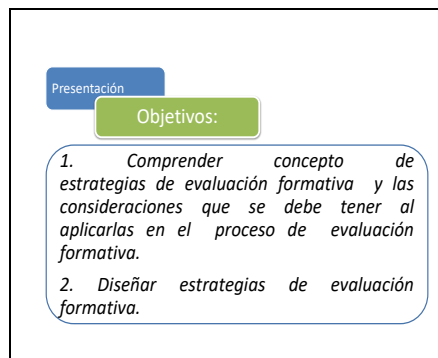 Presentación
Objetivos:
1. Comprender concepto de
estrategias de evaluación formativa y las
consideraciones que se debe tener al
aplicarlas en el proceso de evaluación
formativa.
2. Diseñar estrategias de evaluación
formativa.